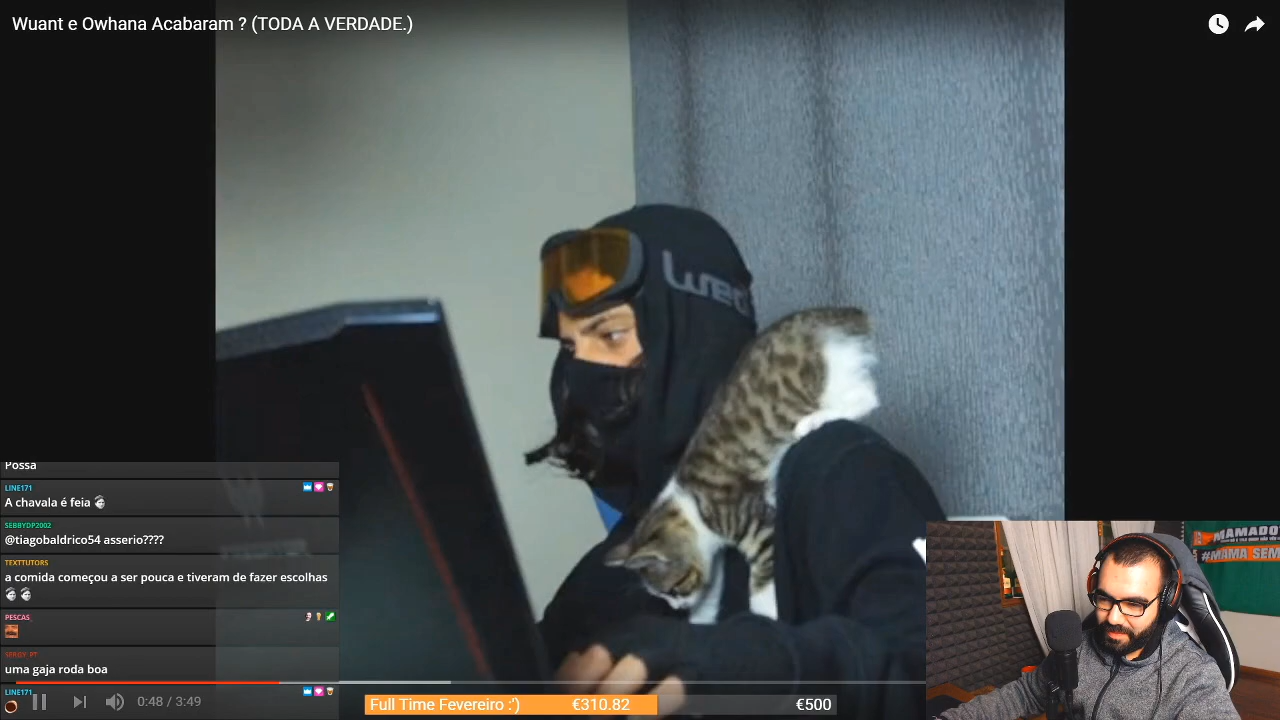 Wuant e Owhana Acabaram ? (TODA A VERDADE.)
wed
Possa
LINE171
A chavala é feia
SEBBYDP2002
@tiagobaldrico54 asserio????
TEXTTUTORS
a comida começou a ser pouca e tiveram de fazer escolhas
PESCAS
uma gaja roda boa
LINE171
0:48 / 3:49
Full Time Fevereiro :') €310.82 €500
MAMADO
#MAMA SEM